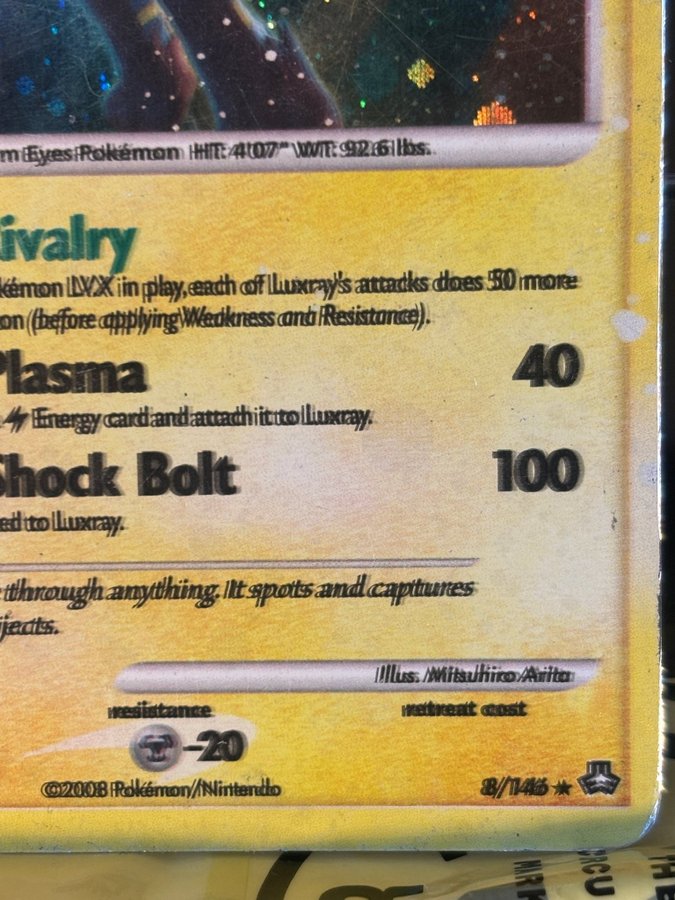 m Eyes Pokémon HT: 4'07" WT: 92.6 lbs.
ivalry
kémon LV.X in play, each of Luxray's attacks does 50 more
on (before applying Weakness and Resistance).
Plasma 40
Energy card and attach it to Luxray.
Shock Bolt 100
ed to Luxray.
through anything. It spots and captures
jects.
Illus. Mitsuhiro Arita
resistance retreat cost
-20
©2008 Pokémon/Nintendo 8/146 ★
CU
MARK